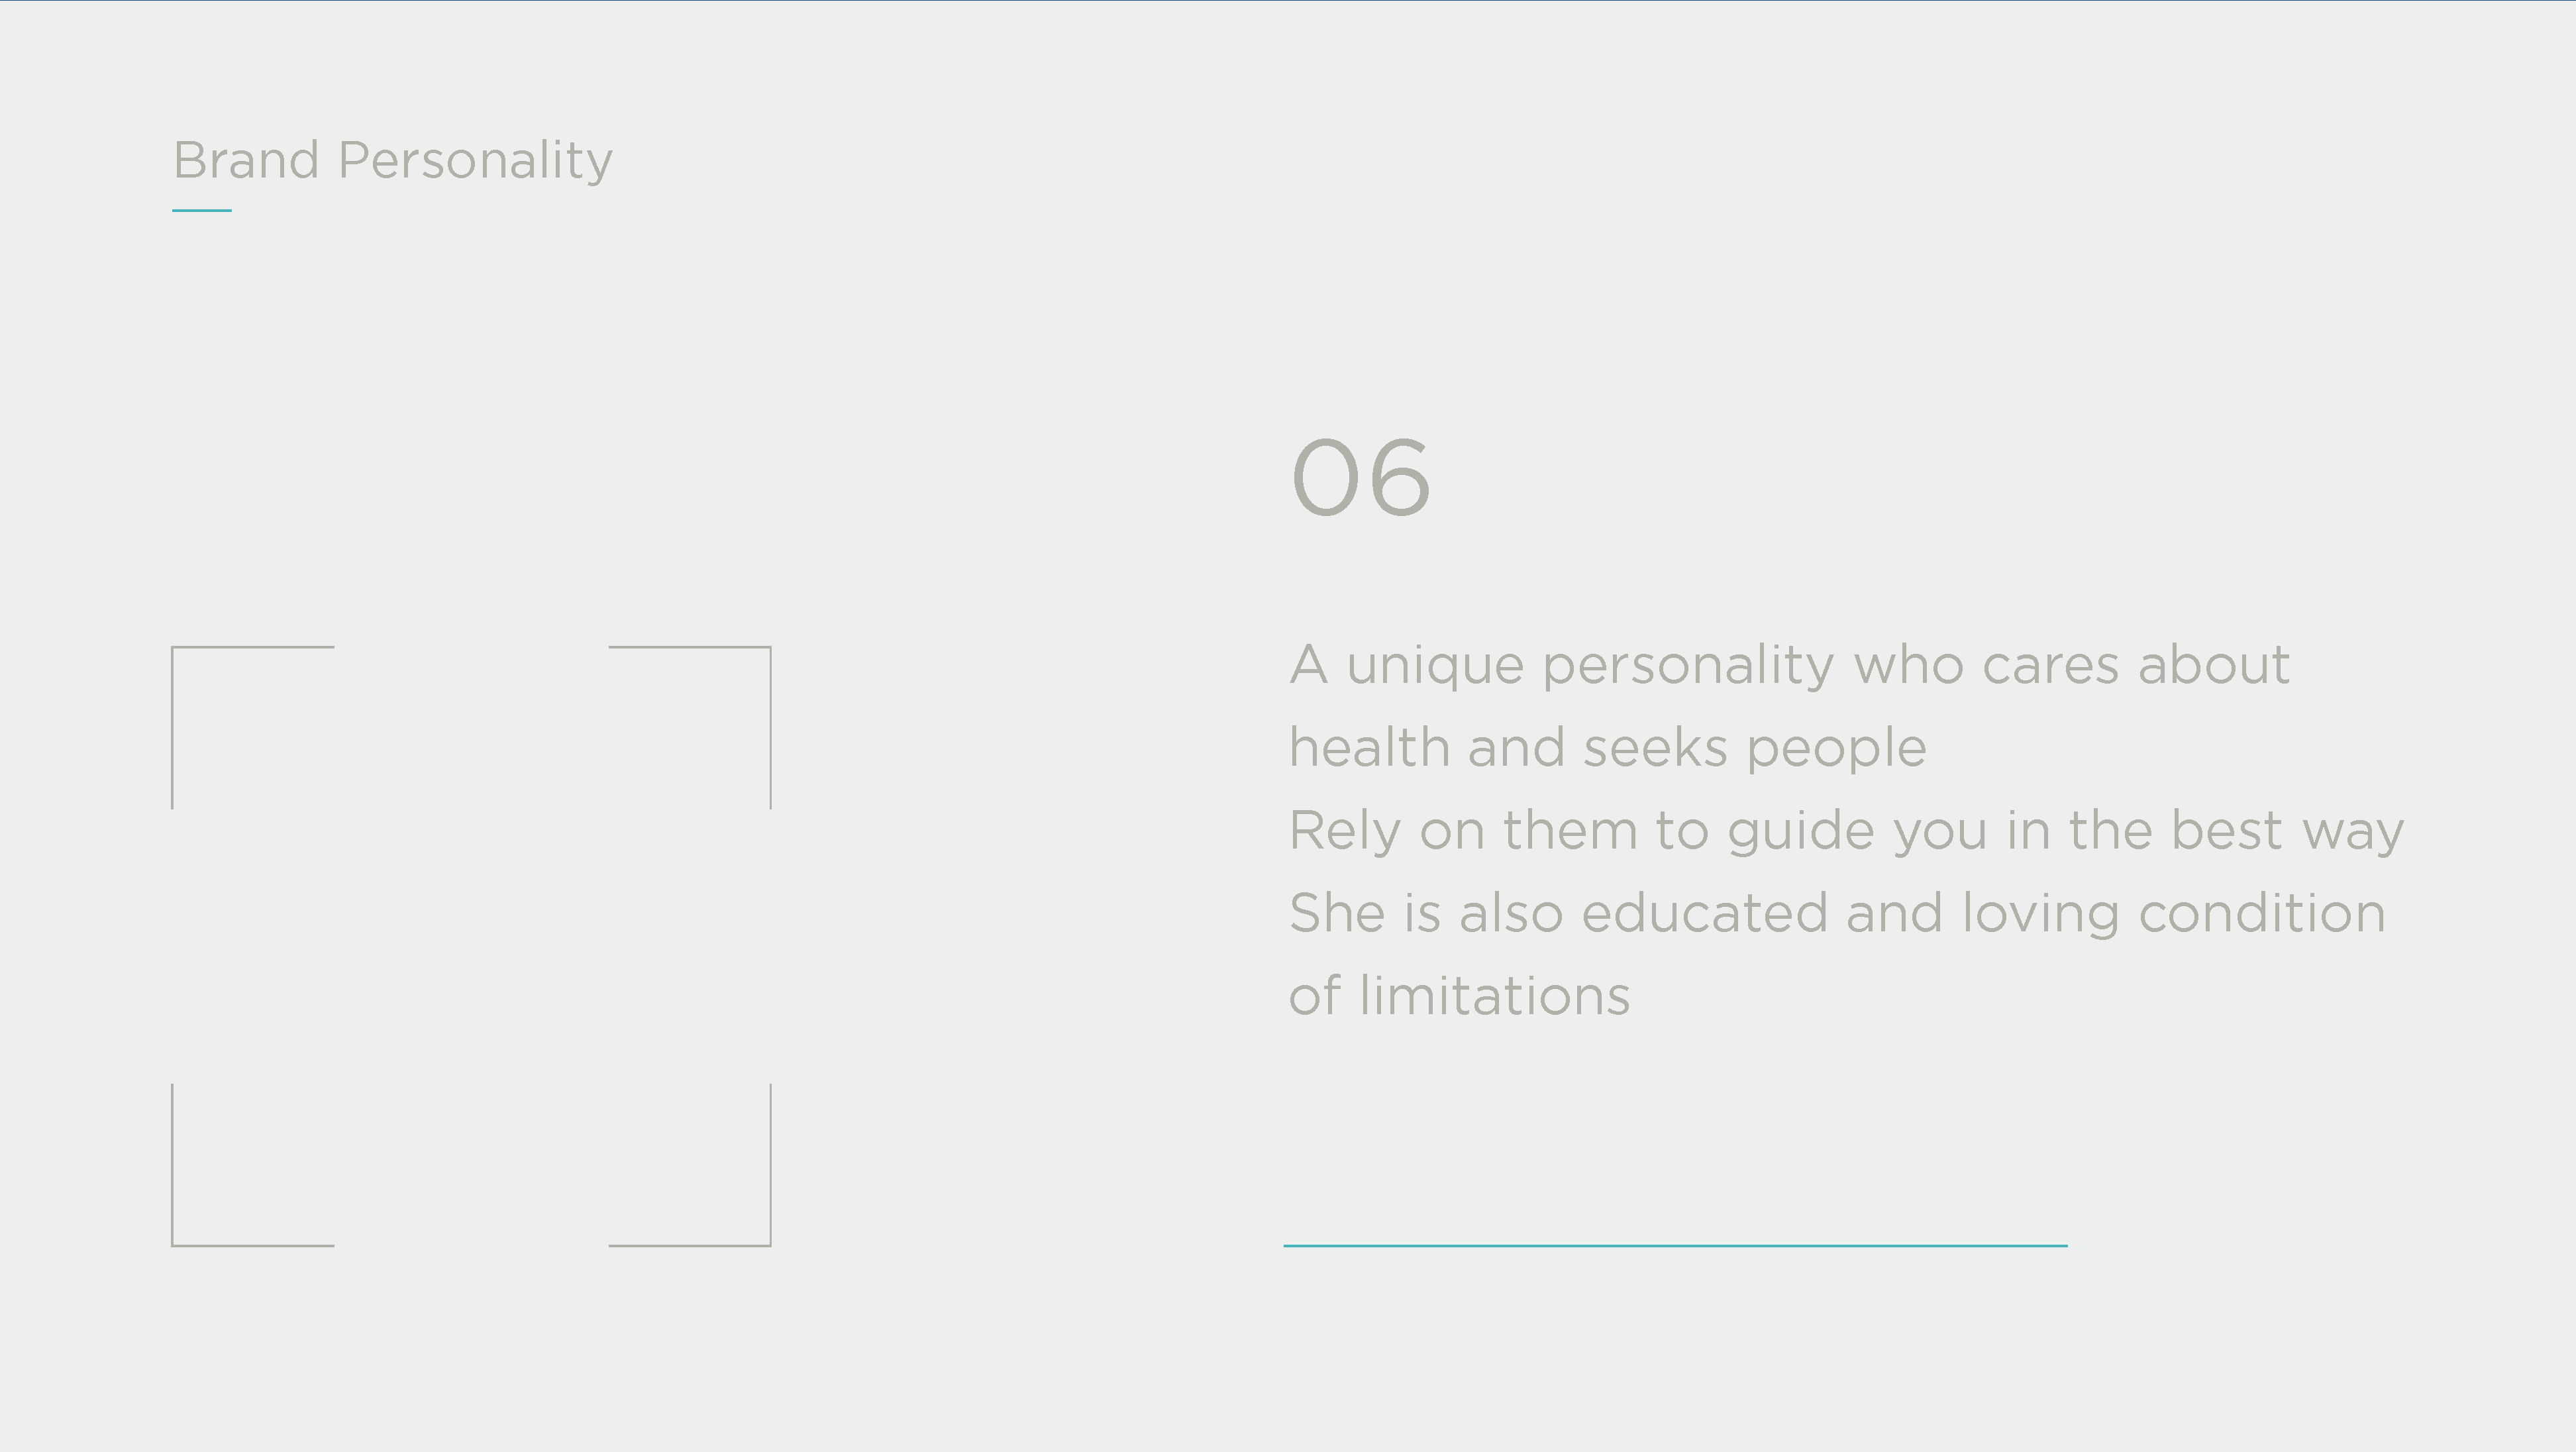 Brand Personality
06
A unique personality who cares about
health and seeks people
Rely on them to guide you in the best way
She is also educated and loving condition
of limitations